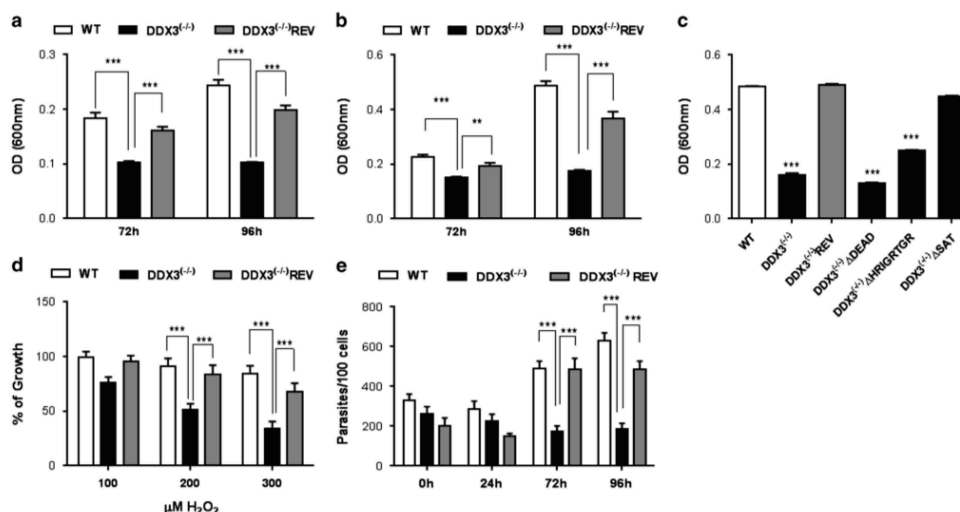 a
WT DDX3(-/-) DDX3(-/-)REV
OD (600nm)
0.3
0.2
0.1
0.0
***
***
***
***
72h 96h
b
WT DDX3(-/-) DDX3(-/-)REV
OD (600nm)
0.6
0.4
0.2
0.0
***
**
***
***
72h 96h
c
OD (600nm)
0.6
0.4
0.2
0.0
***
***
***
WT
DDX3(-/-)
DDX3(-/-)REV
DDX3(-/-)ΔDEAD
DDX3(-/-)ΔHRIGRTGR
DDX3(-/-)ΔSAT
d
WT DDX3(-/-) DDX3(-/-)REV
% of Growth
150
100
50
0
***
***
***
***
100 200 300
μM H₂O₂
e
WT DDX3(-/-) DDX3(-/-)REV
Parasites/100 cells
800
600
400
200
0
***
***
***
***
0h 24h 72h 96h